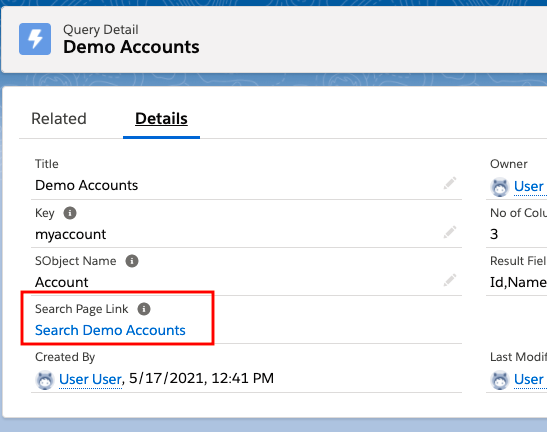 Query Detail
Demo Accounts
Related Details
Title Owner
Demo Accounts User
Key No of Colu
myaccount 3
SObject Name Result Fiel
Account Id,Name
Search Page Link
Search Demo Accounts
Created By Last Modif
User User, 5/17/2021, 12:41 PM User